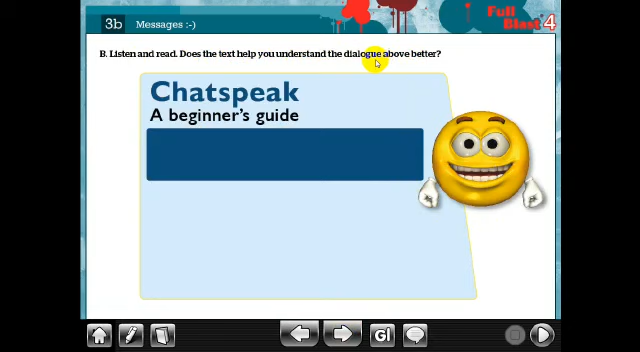 3b Messages :-)
Full
Blast 4
B. Listen and read. Does the text help you understand the dialogue above better?
Chatspeak
A beginner's guide
Gl